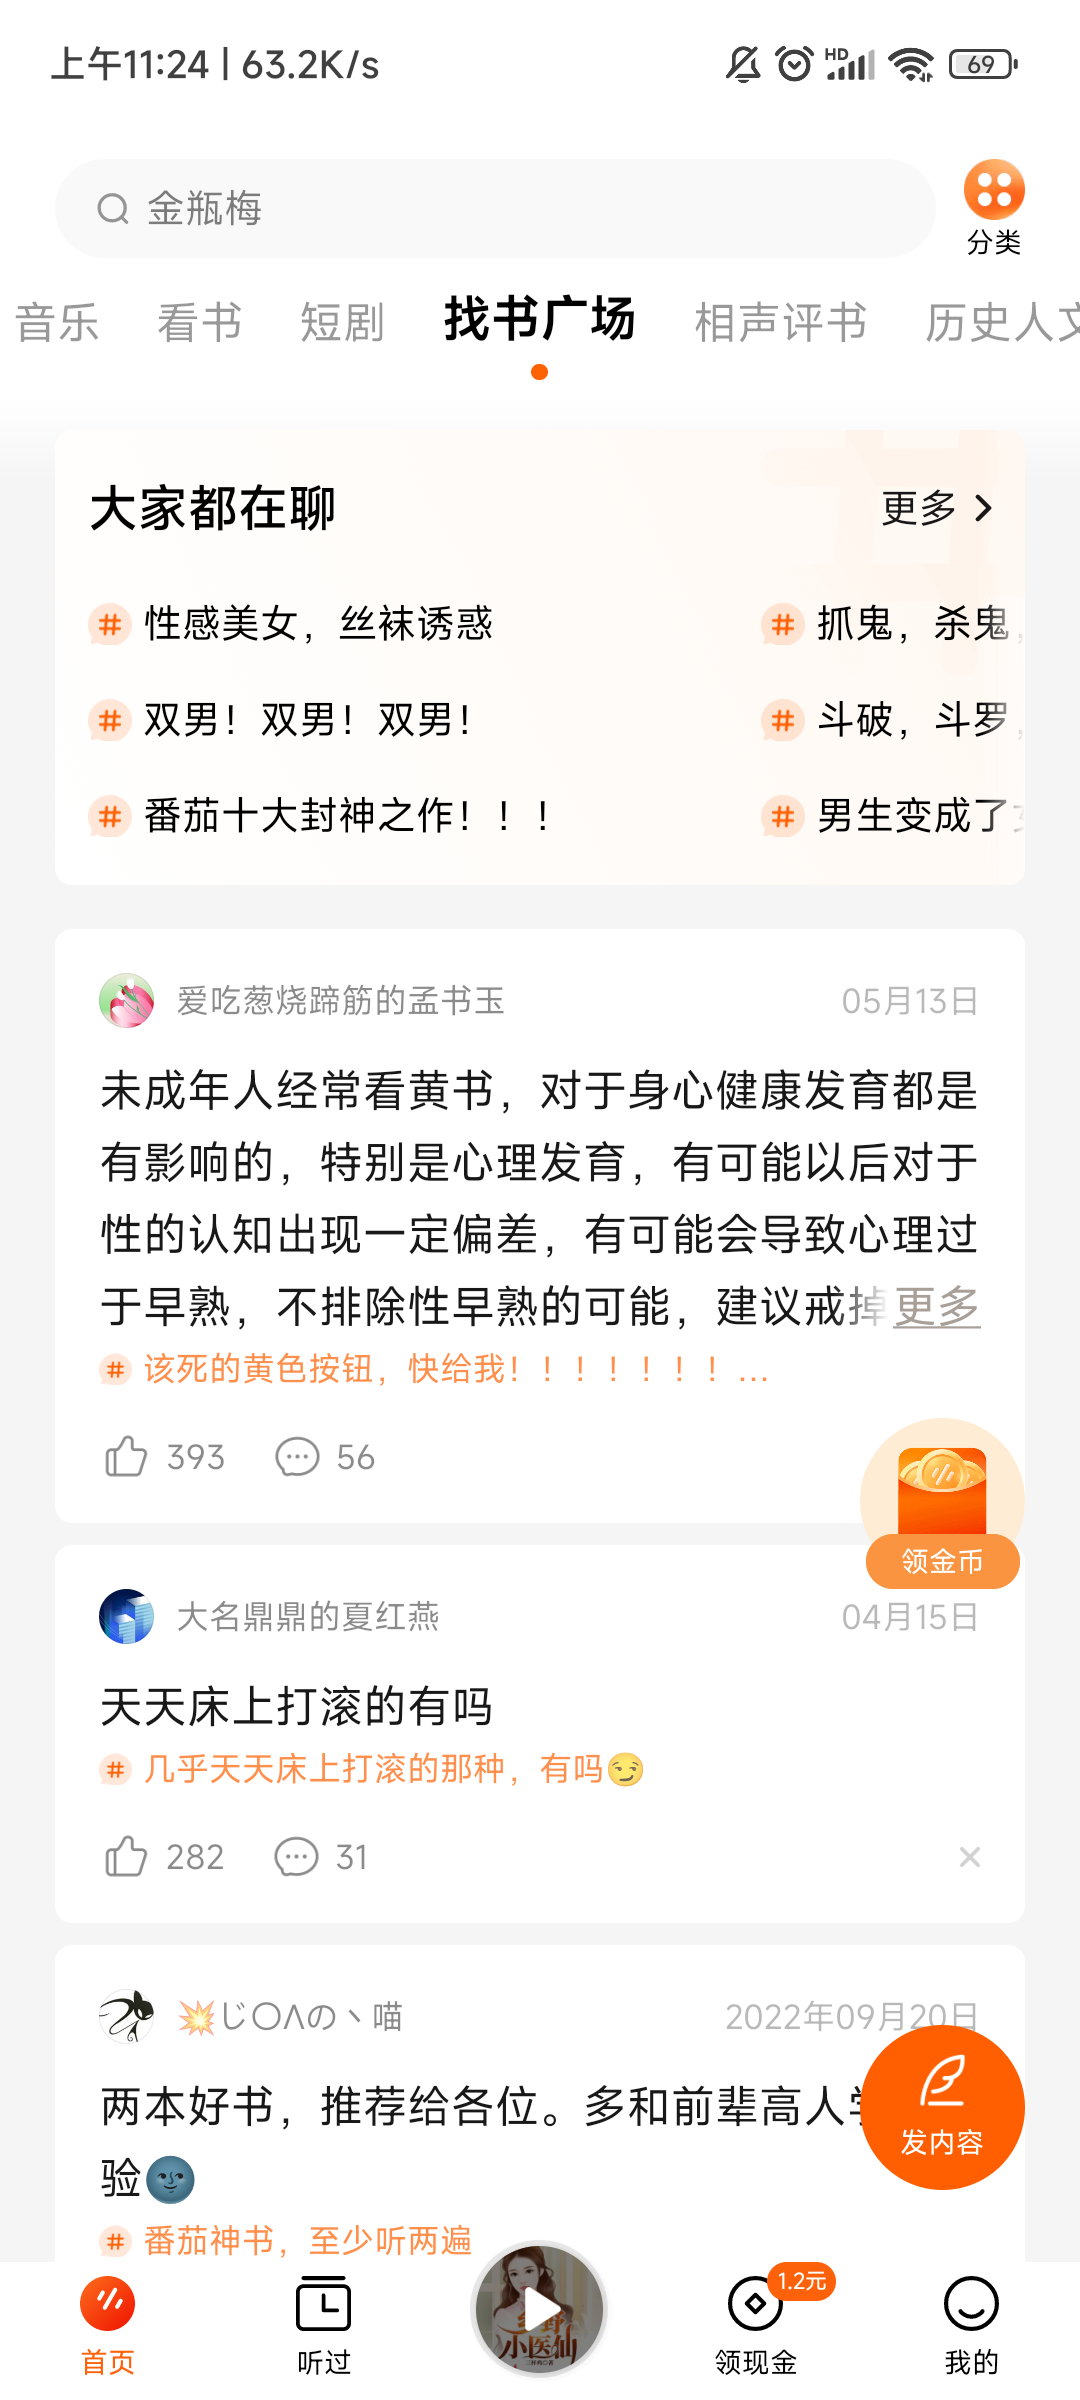 上午11:24 | 63.2K/s
HD
69
金瓶梅
分类
音乐 看书 短剧 找书广场 相声评书 历史人文
大家都在聊
更多
# 性感美女，丝袜诱惑
# 抓鬼，杀鬼，
# 双男！双男！双男！
# 斗破，斗罗，
# 番茄十大封神之作！！！
# 男生变成了
爱吃葱烧蹄筋的孟书玉
05月13日
未成年人经常看黄书，对于身心健康发育都是
有影响的，特别是心理发育，有可能以后对于
性的认知出现一定偏差，有可能会导致心理过
于早熟，不排除性早熟的可能，建议戒掉更多
# 该死的黄色按钮，快给我！！！！！！！...
393
56
领金币
大名鼎鼎的夏红燕
04月15日
天天床上打滚的有吗
# 几乎天天床上打滚的那种，有吗😏
282
31
💥じ〇Λの丶喵
2022年09月20日
两本好书，推荐给各位。多和前辈高人学
验🌚
发内容
# 番茄神书，至少听两遍
首页
听过
乡野
小医仙
1.2元
领现金
我的